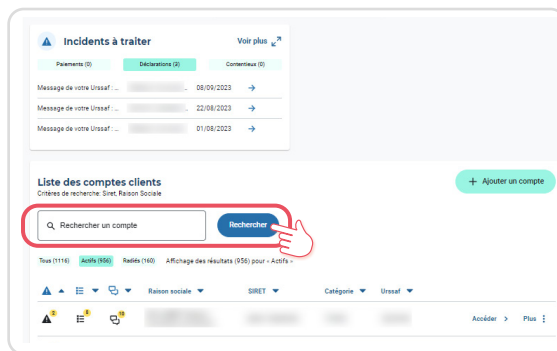 Incidents à traiter
Voir plus
Paiements (0)
Déclarations (3)
Contentieux (0)
Message de votre Urssaf :...
08/09/2023
Message de votre Urssaf :...
22/08/2023
Message de votre Urssaf :...
01/08/2023
Liste des comptes clients
Critères de recherche: Siret, Raison Sociale
+ Ajouter un compte
Rechercher un compte
Rechercher
Tous (1116)
Actifs (956)
Radiés (160)
Affichage des résultats (956) pour « Actifs »
Raison sociale
SIRET
Catégorie
Urssaf
2
9
Accéder
Plus